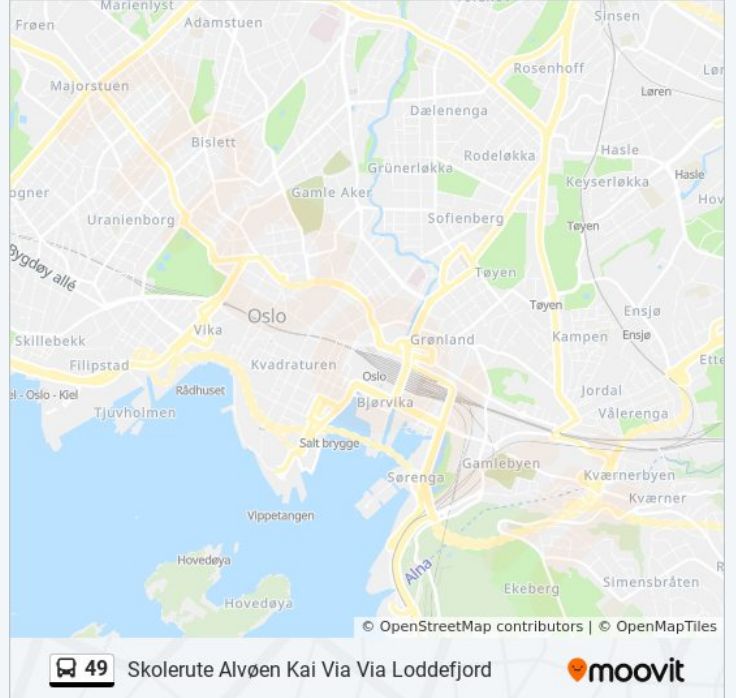 Marienlyst
Frøen
Adamstuen
Sinsen
Rosenhoff
Majorstuen
Løren
Dælenenga
Bislett
Hasle
Rodeløkka
Grünerløkka
Hasle
Keyserløkka
Gamle Aker
ogner
Hov
Uranienborg
Sofienberg
Tøyen
Bygdøy allé
Tøyen
Tøyen
Oslo
Ensjø
Vika
Skillebekk
Grønland
Kampen
Ensjø
Filipstad
Kvadraturen
Ette
Oslo
Rådhuset
Jordal
el - Oslo - Kiel
Bjørvika
Tjuvholmen
Vålerenga
Salt brygge
Gamlebyen
Sørenga
Kværnerbyen
Kværner
Vippetangen
Hovedøya
Alna
Simensbråten
Ekeberg
Hovedøya
© OpenStreetMap contributors | © OpenMapTiles
49 Skolerute Alvøen Kai Via Via Loddefjord moovit